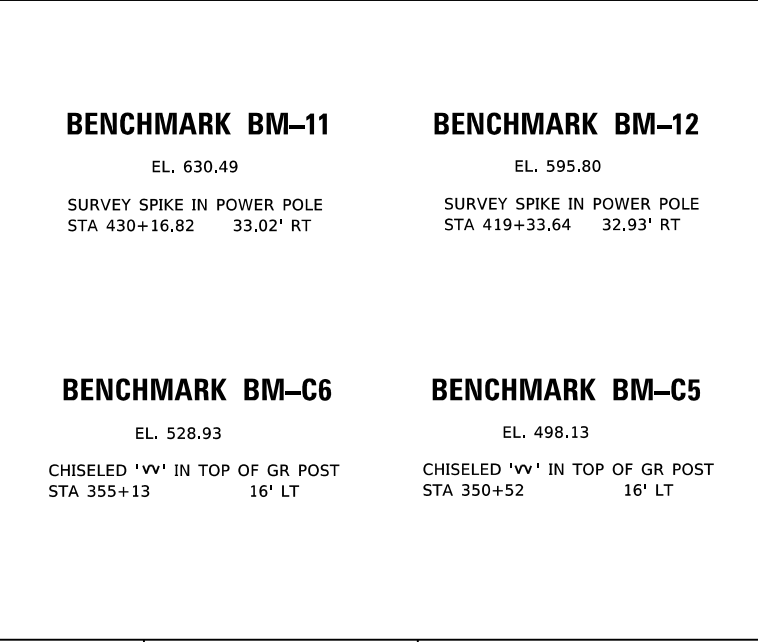 BENCHMARK BM–11
EL. 630.49
SURVEY SPIKE IN POWER POLE
STA 430+16.82 33.02' RT
BENCHMARK BM–12
EL. 595.80
SURVEY SPIKE IN POWER POLE
STA 419+33.64 32.93' RT
BENCHMARK BM–C6
EL. 528.93
CHISELED 'VV' IN TOP OF GR POST
STA 355+13 16' LT
BENCHMARK BM–C5
EL. 498.13
CHISELED 'VV' IN TOP OF GR POST
STA 350+52 16' LT